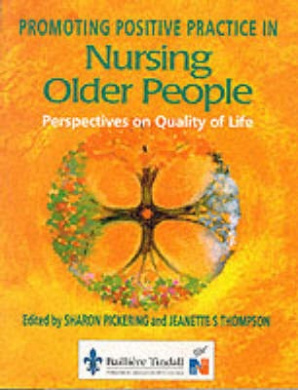 PROMOTING POSITIVE PRACTICE IN
Nursing
Older People
Perspectives on Quality of Life
Edited by SHARON PICKERING and JEANETTE S THOMPSON
Baillière Tindall